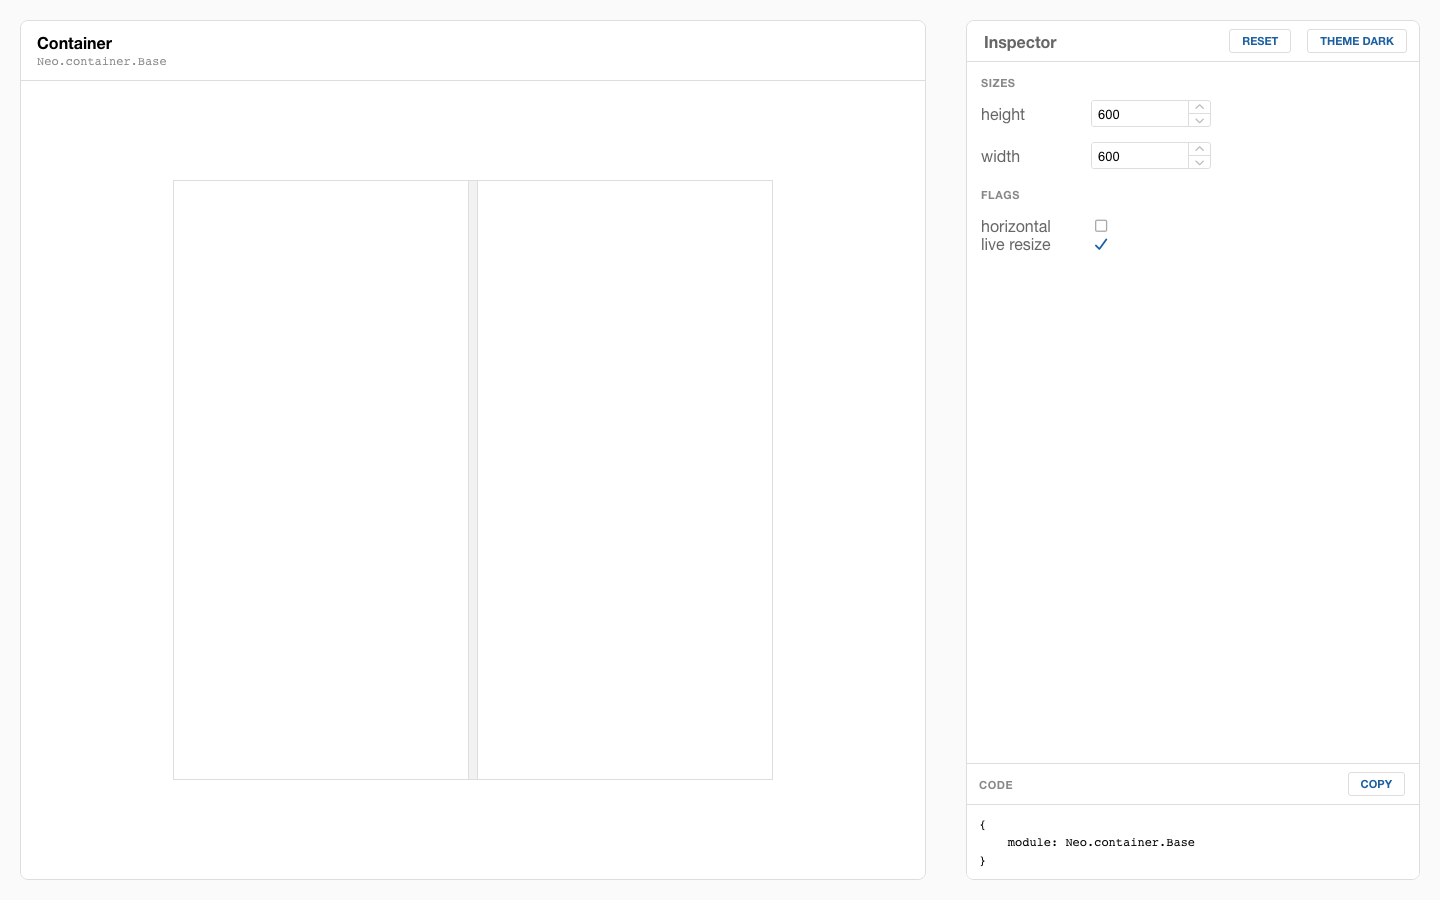 Container
Neo.container.Base
Inspector
RESET
THEME DARK
SIZES
height
600
width
600
FLAGS
horizontal
live resize
CODE
COPY
{
module: Neo.container.Base
}